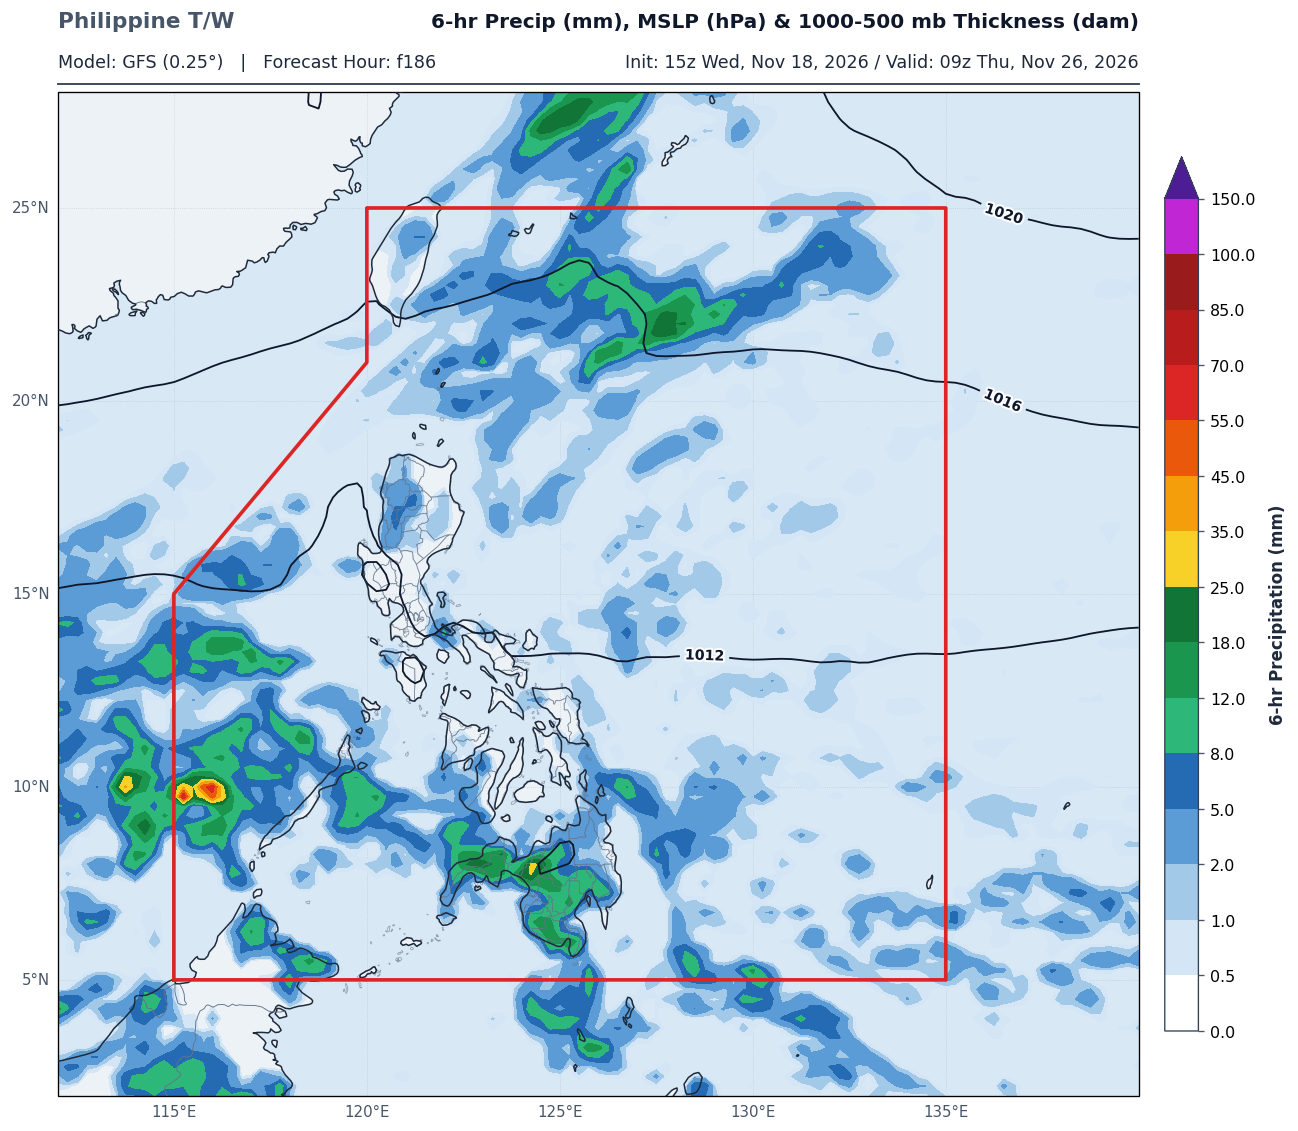 Philippine T/W
6-hr Precip (mm), MSLP (hPa) & 1000-500 mb Thickness (dam)
Model: GFS (0.25°) | Forecast Hour: f186
Init: 15z Wed, Nov 18, 2026 / Valid: 09z Thu, Nov 26, 2026
25°N
20°N
15°N
10°N
5°N
115°E
120°E
125°E
130°E
135°E
1020
1016
1012
150.0
100.0
85.0
70.0
55.0
45.0
35.0
25.0
18.0
12.0
8.0
5.0
2.0
1.0
0.5
0.0
6-hr Precipitation (mm)